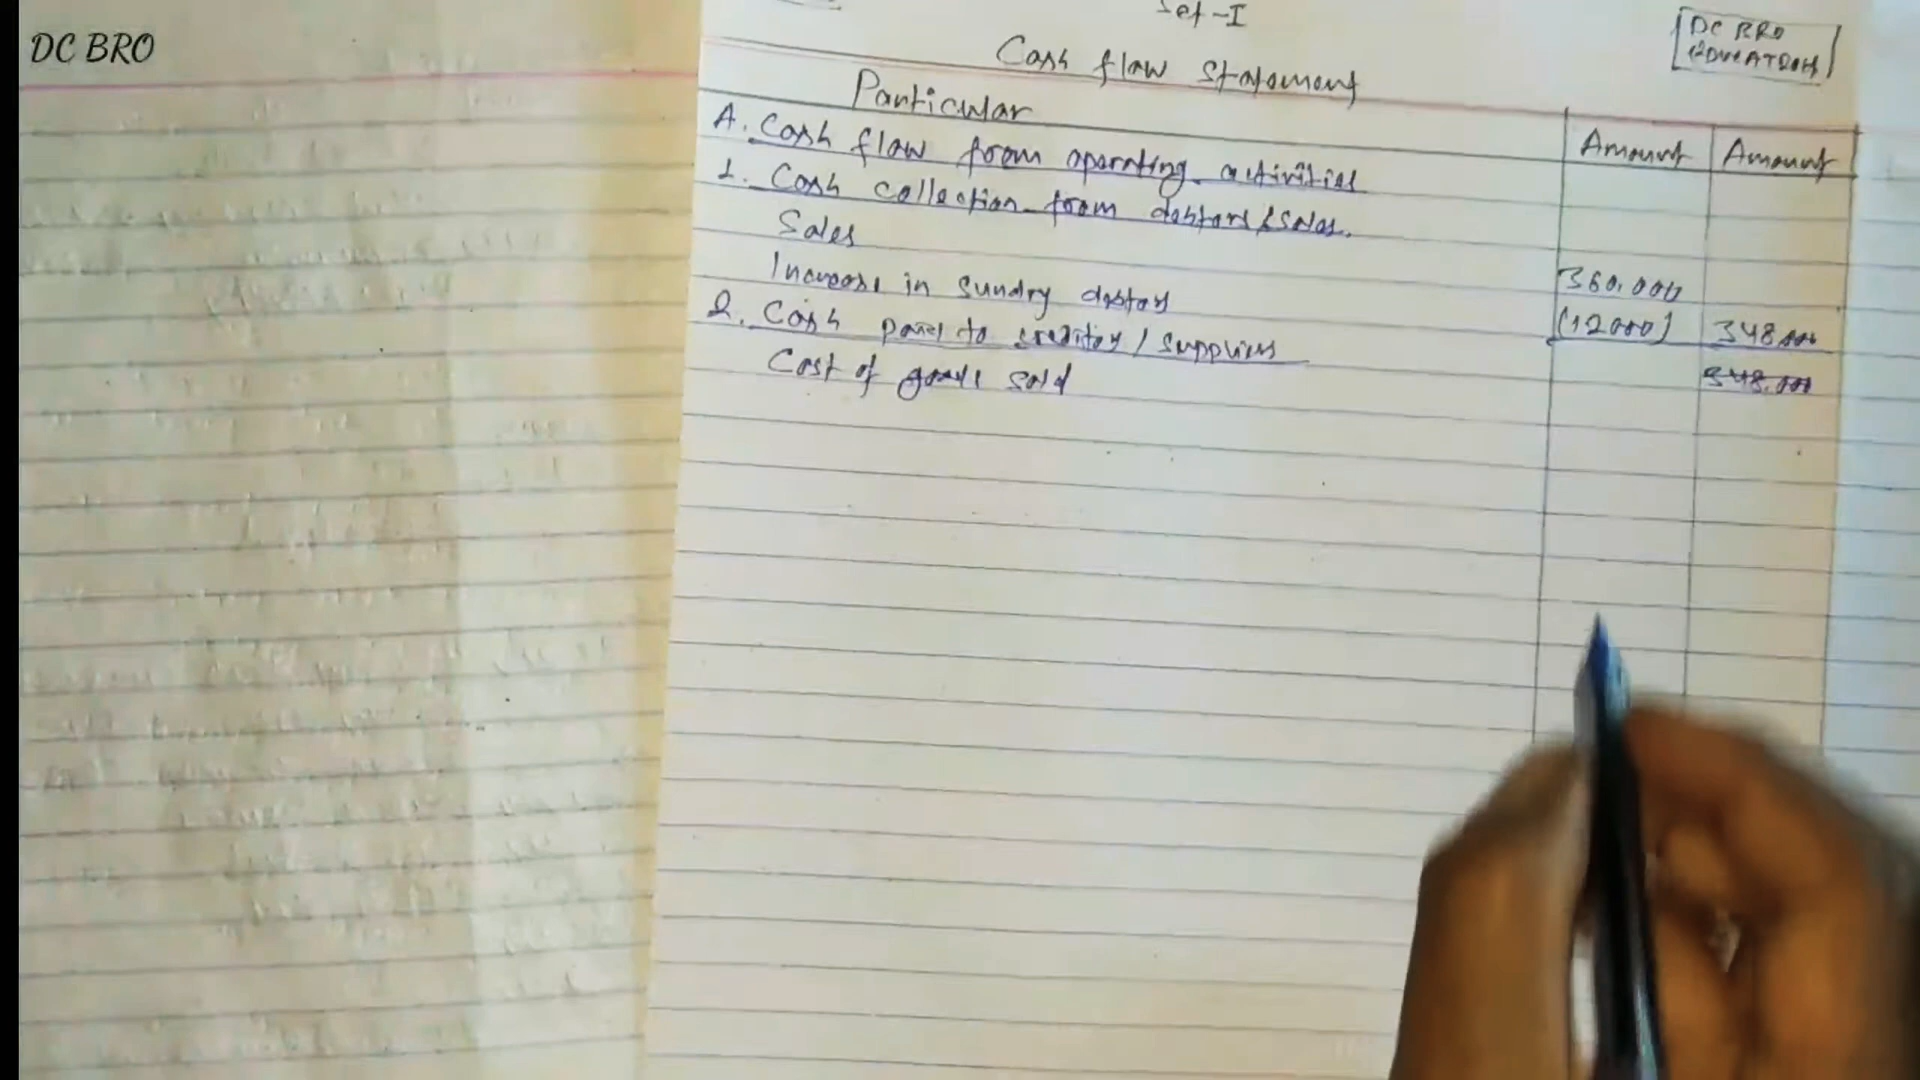 DC BRO
Set-I
DC BRO
EDUCATION
Cash flow statement
Particular
Amount Amount
A. Cash flow from operating activities
1. Cash collection from debtors/sales.
Sales 360,000
Increase in sundry debtors (12000) 348000
2. Cash paid to creditors / suppliers 348,000
Cost of goods sold